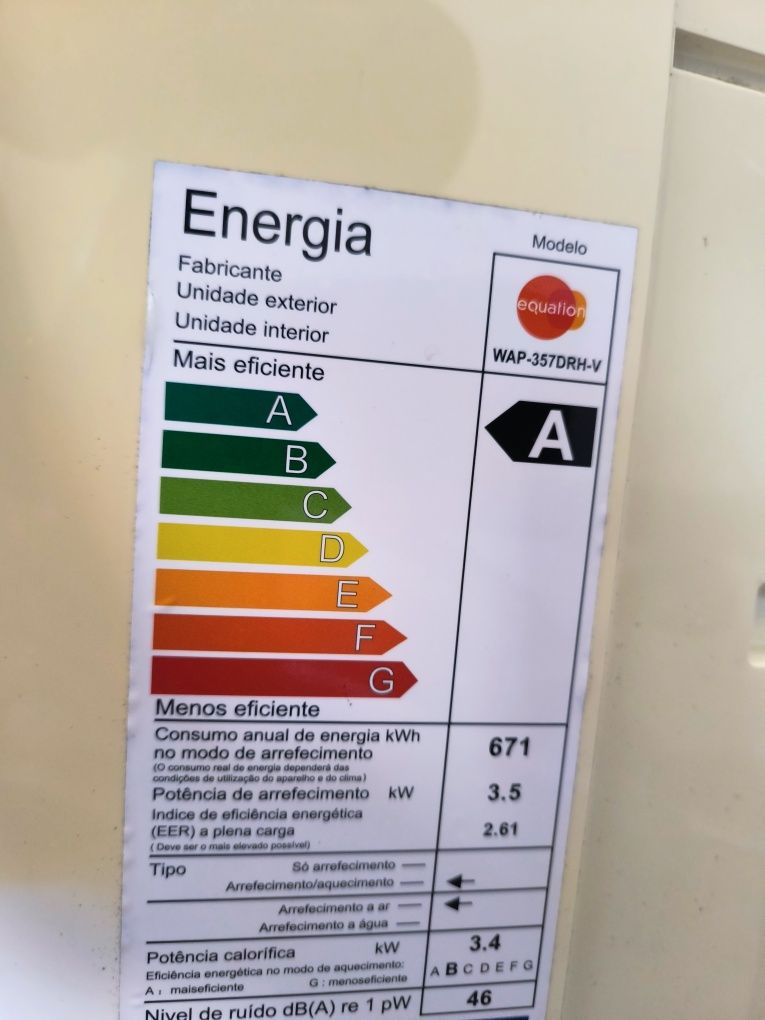 Energia
Modelo
Fabricante
Unidade exterior
Unidade interior
equation
WAP-357DRH-V
Mais eficiente
A
A
B
C
D
E
F
G
Menos eficiente
Consumo anual de energia kWh
no modo de arrefecimento
(O consumo real de energia dependerá das
condições de utilização do aparelho e do clima)
671
Potência de arrefecimento kW
3.5
Indice de eficiência energética
(EER) a plena carga
( Deve ser o mais elevado possível)
2.61
Tipo
Só arrefecimento —
Arrefecimento/aquecimento — ←
Arrefecimento a ar — ←
Arrefecimento a água —
Potência calorífica kW
3.4
Eficiência energética no modo de aquecimento:
A : maiseficiente G : menoseficiente
A B C D E F G
Nivel de ruído dB(A) re 1 pW
46